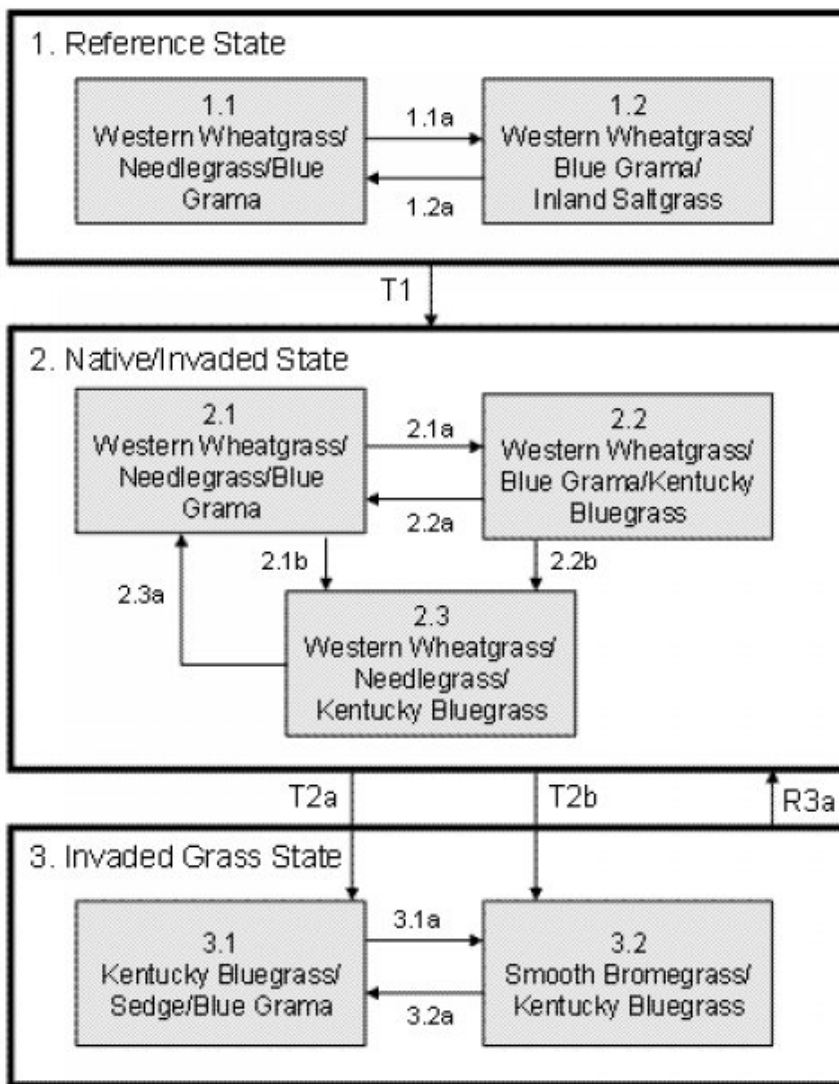 1. Reference State
1.1
Western Wheatgrass/
Needlegrass/Blue
Grama
1.1a
1.2a
1.2
Western Wheatgrass/
Blue Grama/
Inland Saltgrass
T1
2. Native/Invaded State
2.1
Western Wheatgrass/
Needlegrass/Blue
Grama
2.1a
2.2a
2.2
Western Wheatgrass/
Blue Grama/Kentucky
Bluegrass
2.3a
2.1b
2.2b
2.3
Western Wheatgrass/
Needlegrass/
Kentucky Bluegrass
T2a
T2b
R3a
3. Invaded Grass State
3.1
Kentucky Bluegrass/
Sedge/Blue Grama
3.1a
3.2a
3.2
Smooth Bromegrass/
Kentucky Bluegrass